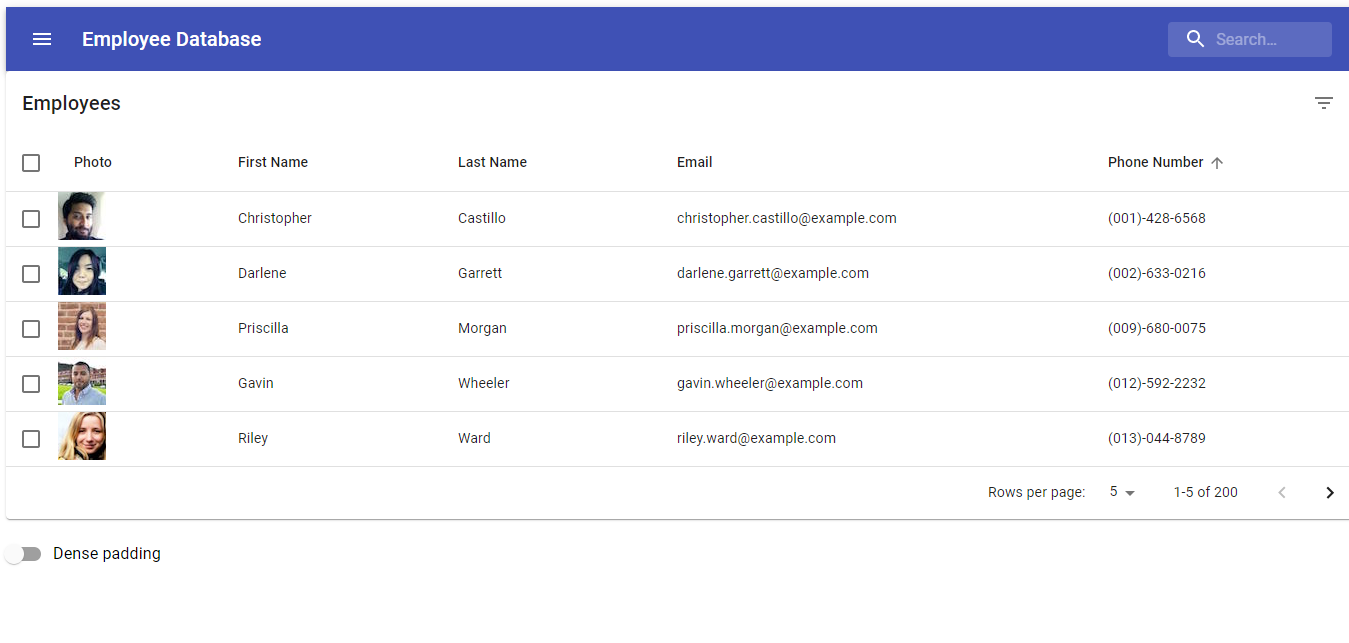 Employee Database Search…
Employees
Photo First Name Last Name Email Phone Number
Christopher Castillo christopher.castillo@example.com (001)-428-6568
Darlene Garrett darlene.garrett@example.com (002)-633-0216
Priscilla Morgan priscilla.morgan@example.com (009)-680-0075
Gavin Wheeler gavin.wheeler@example.com (012)-592-2232
Riley Ward riley.ward@example.com (013)-044-8789
Rows per page: 5 1-5 of 200
Dense padding